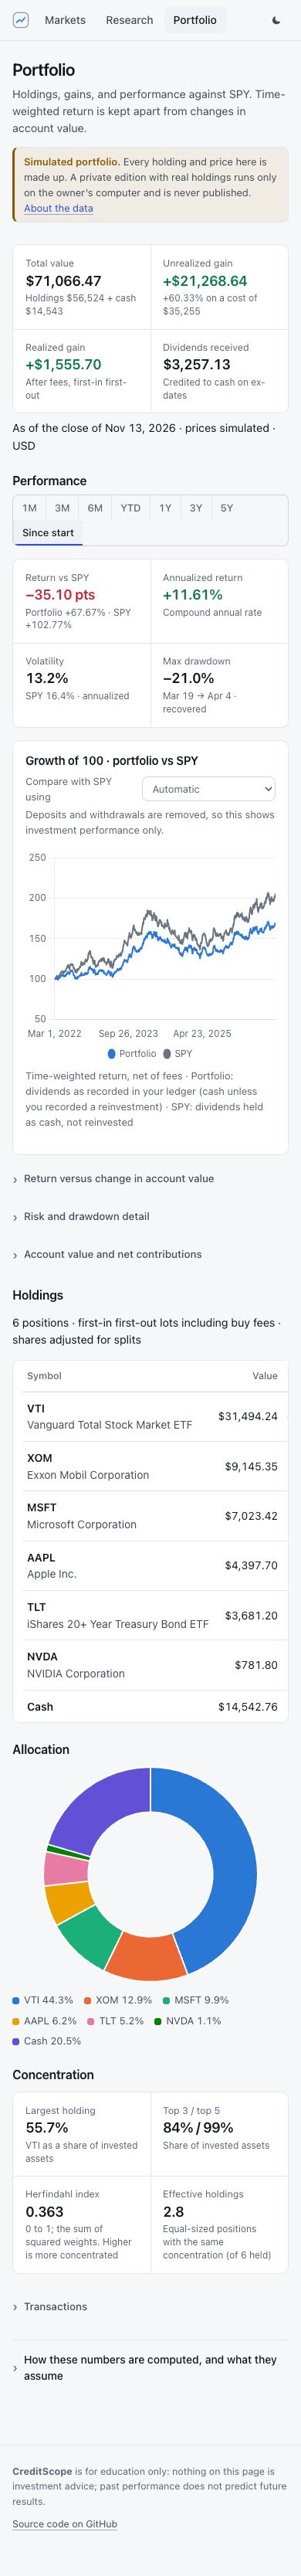 Markets Research Portfolio
Portfolio
Holdings, gains, and performance against SPY. Time-
weighted return is kept apart from changes in
account value.
Simulated portfolio. Every holding and price here is
made up. A private edition with real holdings runs only
on the owner's computer and is never published.
About the data
Total value
$71,066.47
Holdings $56,524 + cash
$14,543
Unrealized gain
+$21,268.64
+60.33% on a cost of
$35,255
Realized gain
+$1,555.70
After fees, first-in first-
out
Dividends received
$3,257.13
Credited to cash on ex-
dates
As of the close of Nov 13, 2026 · prices simulated ·
USD
Performance
1M 3M 6M YTD 1Y 3Y 5Y
Since start
Return vs SPY
−35.10 pts
Portfolio +67.67% · SPY
+102.77%
Annualized return
+11.61%
Compound annual rate
Volatility
13.2%
SPY 16.4% · annualized
Max drawdown
−21.0%
Mar 19 → Apr 4 ·
recovered
Growth of 100 · portfolio vs SPY
Compare with SPY
using
Automatic
Deposits and withdrawals are removed, so this shows
investment performance only.
250
200
150
100
50
Mar 1, 2022 Sep 26, 2023 Apr 23, 2025
Portfolio SPY
Time-weighted return, net of fees · Portfolio:
dividends as recorded in your ledger (cash unless
you recorded a reinvestment) · SPY: dividends held
as cash, not reinvested
› Return versus change in account value
› Risk and drawdown detail
› Account value and net contributions
Holdings
6 positions · first-in first-out lots including buy fees ·
shares adjusted for splits
Symbol Value
VTI
Vanguard Total Stock Market ETF $31,494.24
XOM
Exxon Mobil Corporation $9,145.35
MSFT
Microsoft Corporation $7,023.42
AAPL
Apple Inc. $4,397.70
TLT
iShares 20+ Year Treasury Bond ETF $3,681.20
NVDA
NVIDIA Corporation $781.80
Cash $14,542.76
Allocation
VTI 44.3% XOM 12.9% MSFT 9.9%
AAPL 6.2% TLT 5.2% NVDA 1.1%
Cash 20.5%
Concentration
Largest holding
55.7%
VTI as a share of invested
assets
Top 3 / top 5
84% / 99%
Share of invested assets
Herfindahl index
0.363
0 to 1; the sum of
squared weights. Higher
is more concentrated
Effective holdings
2.8
Equal-sized positions
with the same
concentration (of 6 held)
› Transactions
› How these numbers are computed, and what they
assume
CreditScope is for education only: nothing on this page is
investment advice; past performance does not predict future
results.
Source code on GitHub